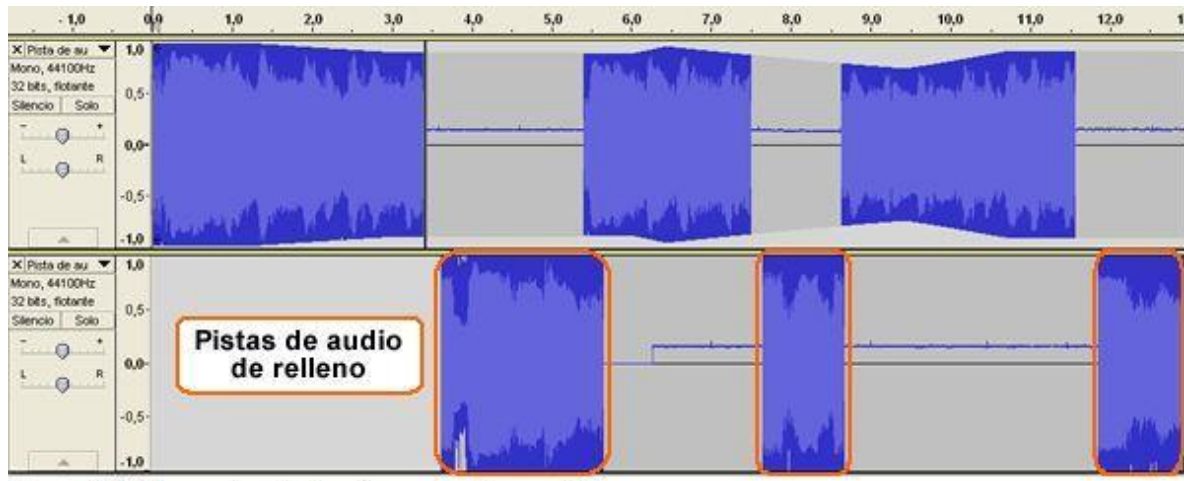 - 1,0 0,0 1,0 2,0 3,0 4,0 5,0 6,0 7,0 8,0 9,0 10,0 11,0 12,0 1
X Pista de au
Mono, 44100Hz
32 bits, flotante
Silencio Solo
- +
L R
1,0
0,5
0,0
-0,5
-1,0
X Pista de au
Mono, 44100Hz
32 bits, flotante
Silencio Solo
- +
L R
1,0
0,5
0,0
-0,5
-1,0
Pistas de audio
de relleno